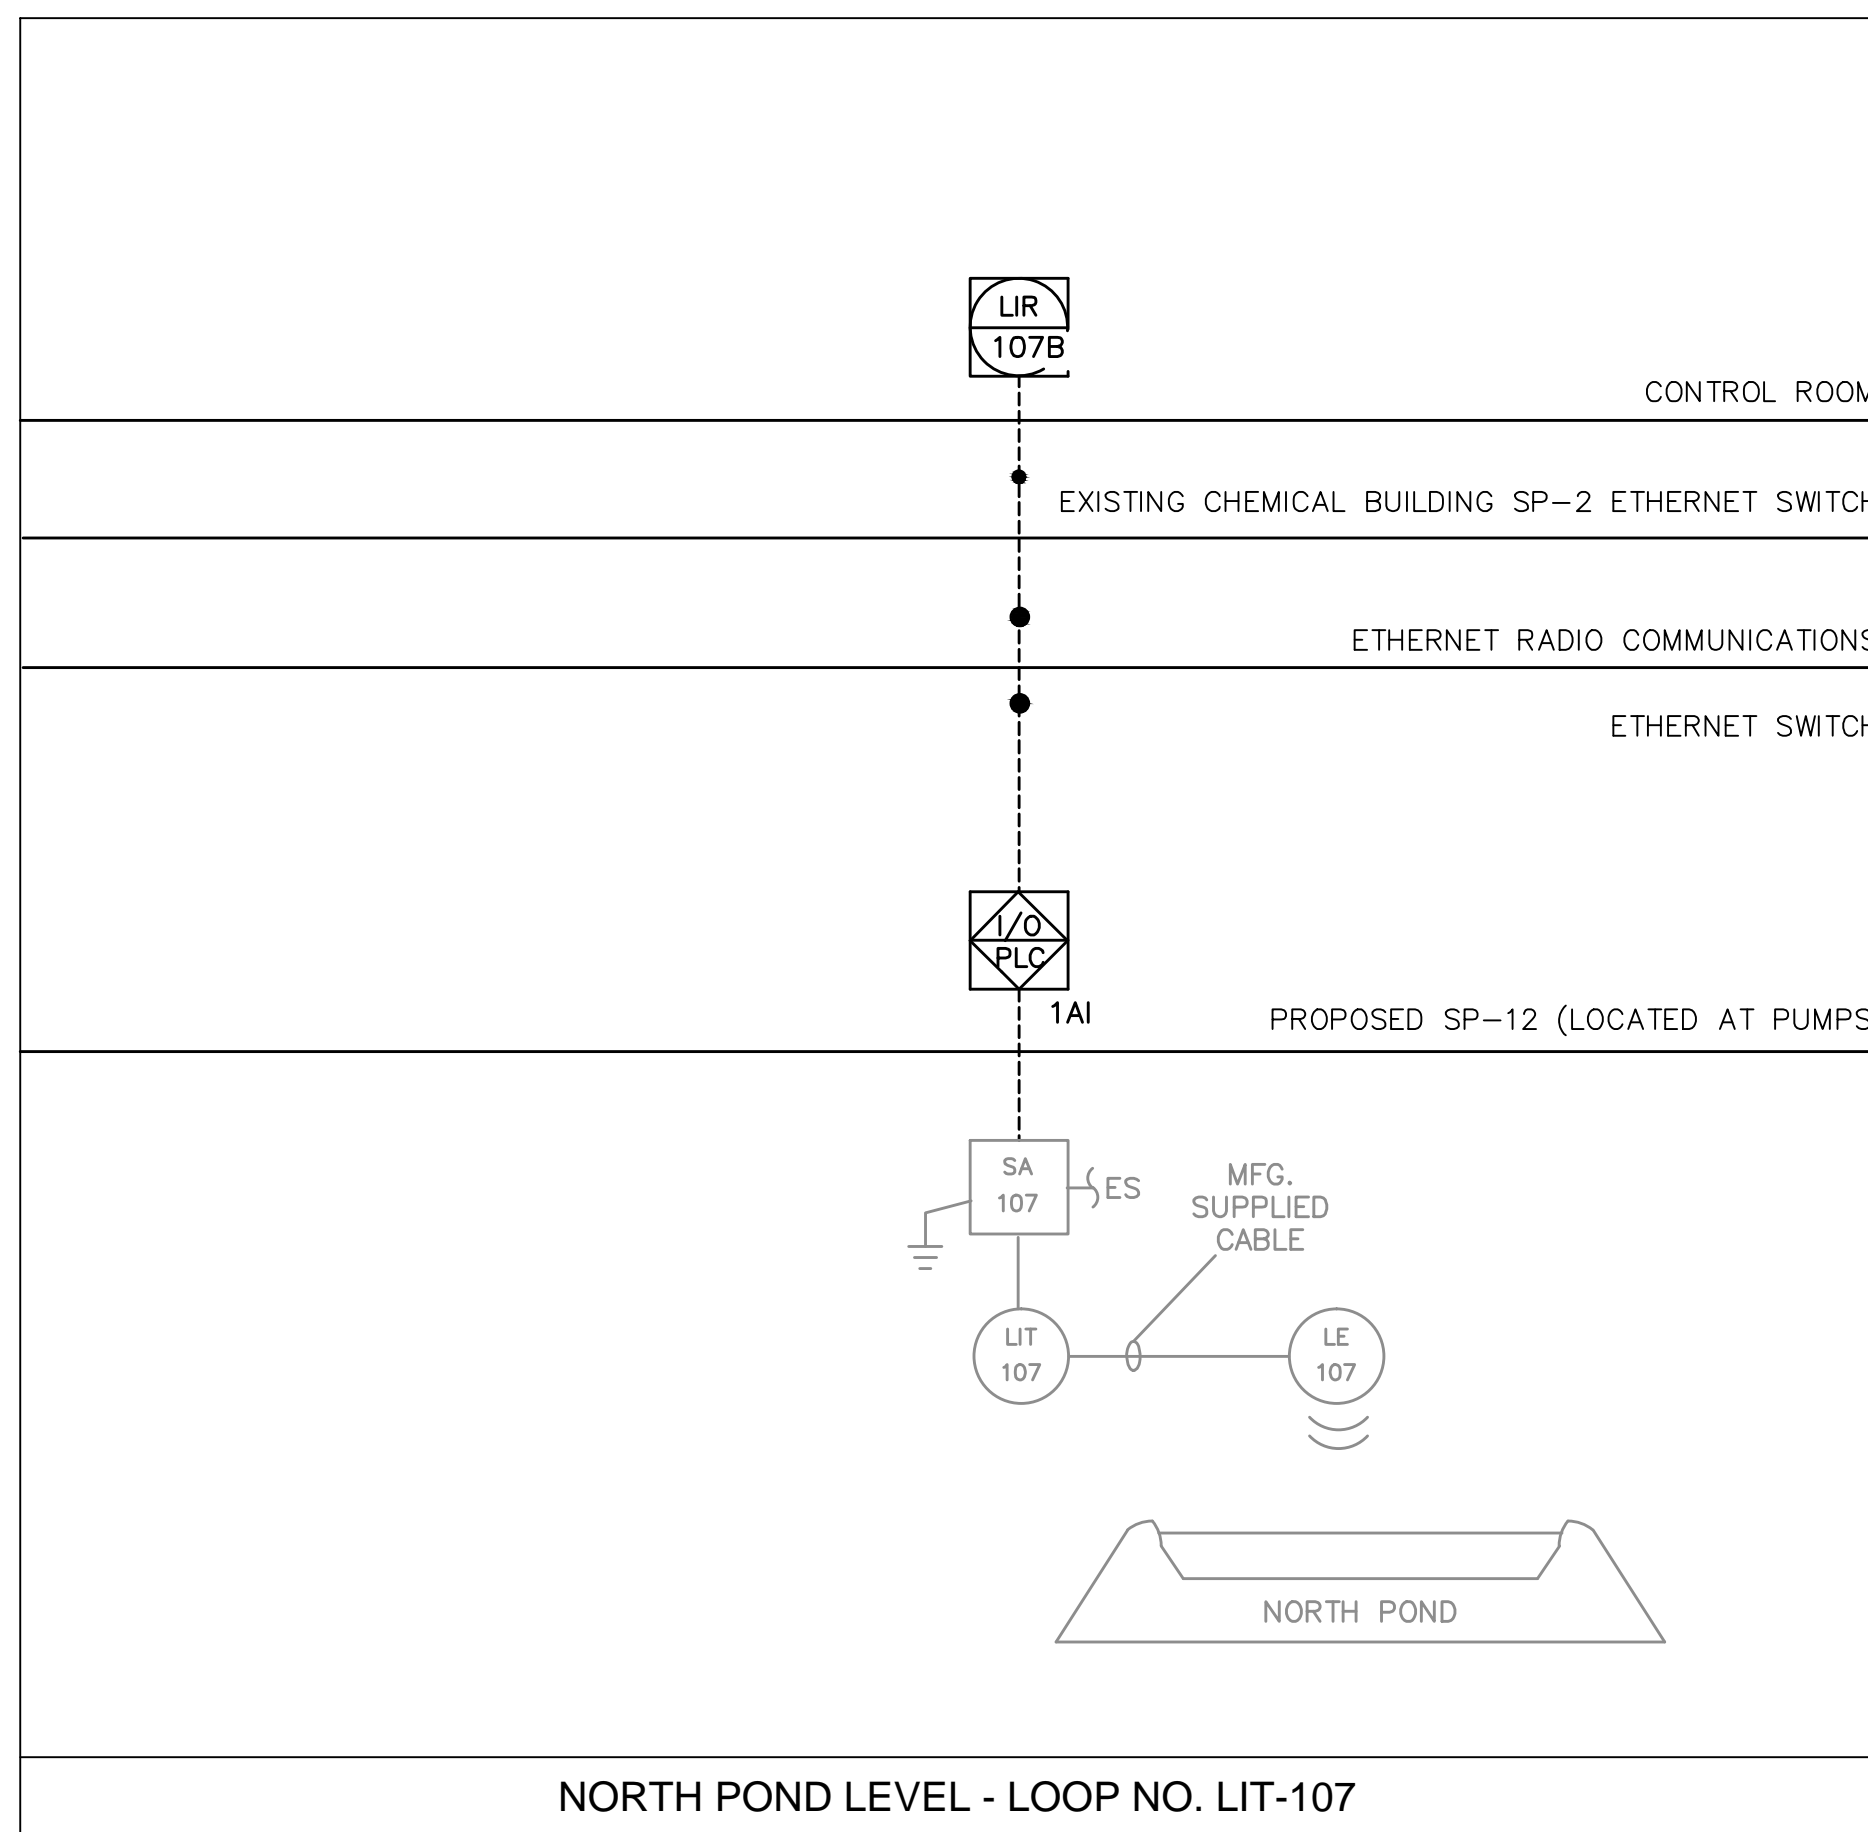 LIR
107B
CONTROL ROOM
EXISTING CHEMICAL BUILDING SP-2 ETHERNET SWITCH
ETHERNET RADIO COMMUNICATIONS
ETHERNET SWITCH
I/O
PLC
1AI
PROPOSED SP-12 (LOCATED AT PUMPS
SA
107
ES
MFG.
SUPPLIED
CABLE
LIT
107
LE
107
NORTH POND
NORTH POND LEVEL - LOOP NO. LIT-107